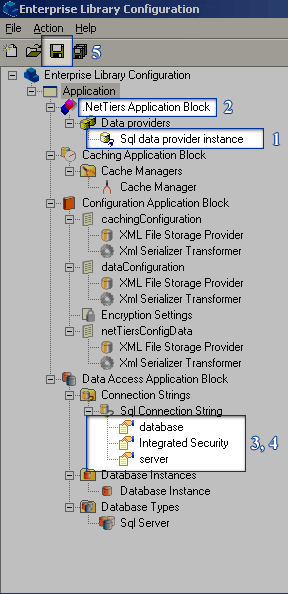 Enterprise Library Configuration
File Action Help
5
Enterprise Library Configuration
Application
.NetTiers Application Block 2
Data providers
Sql data provider instance 1
Caching Application Block
Cache Managers
Cache Manager
Configuration Application Block
cachingConfiguration
XML File Storage Provider
Xml Serializer Transformer
dataConfiguration
XML File Storage Provider
Xml Serializer Transformer
Encryption Settings
netTiersConfigData
XML File Storage Provider
Xml Serializer Transformer
Data Access Application Block
Connection Strings
Sql Connection String
database
Integrated Security 3, 4
server
Database Instances
Database Instance
Database Types
Sql Server